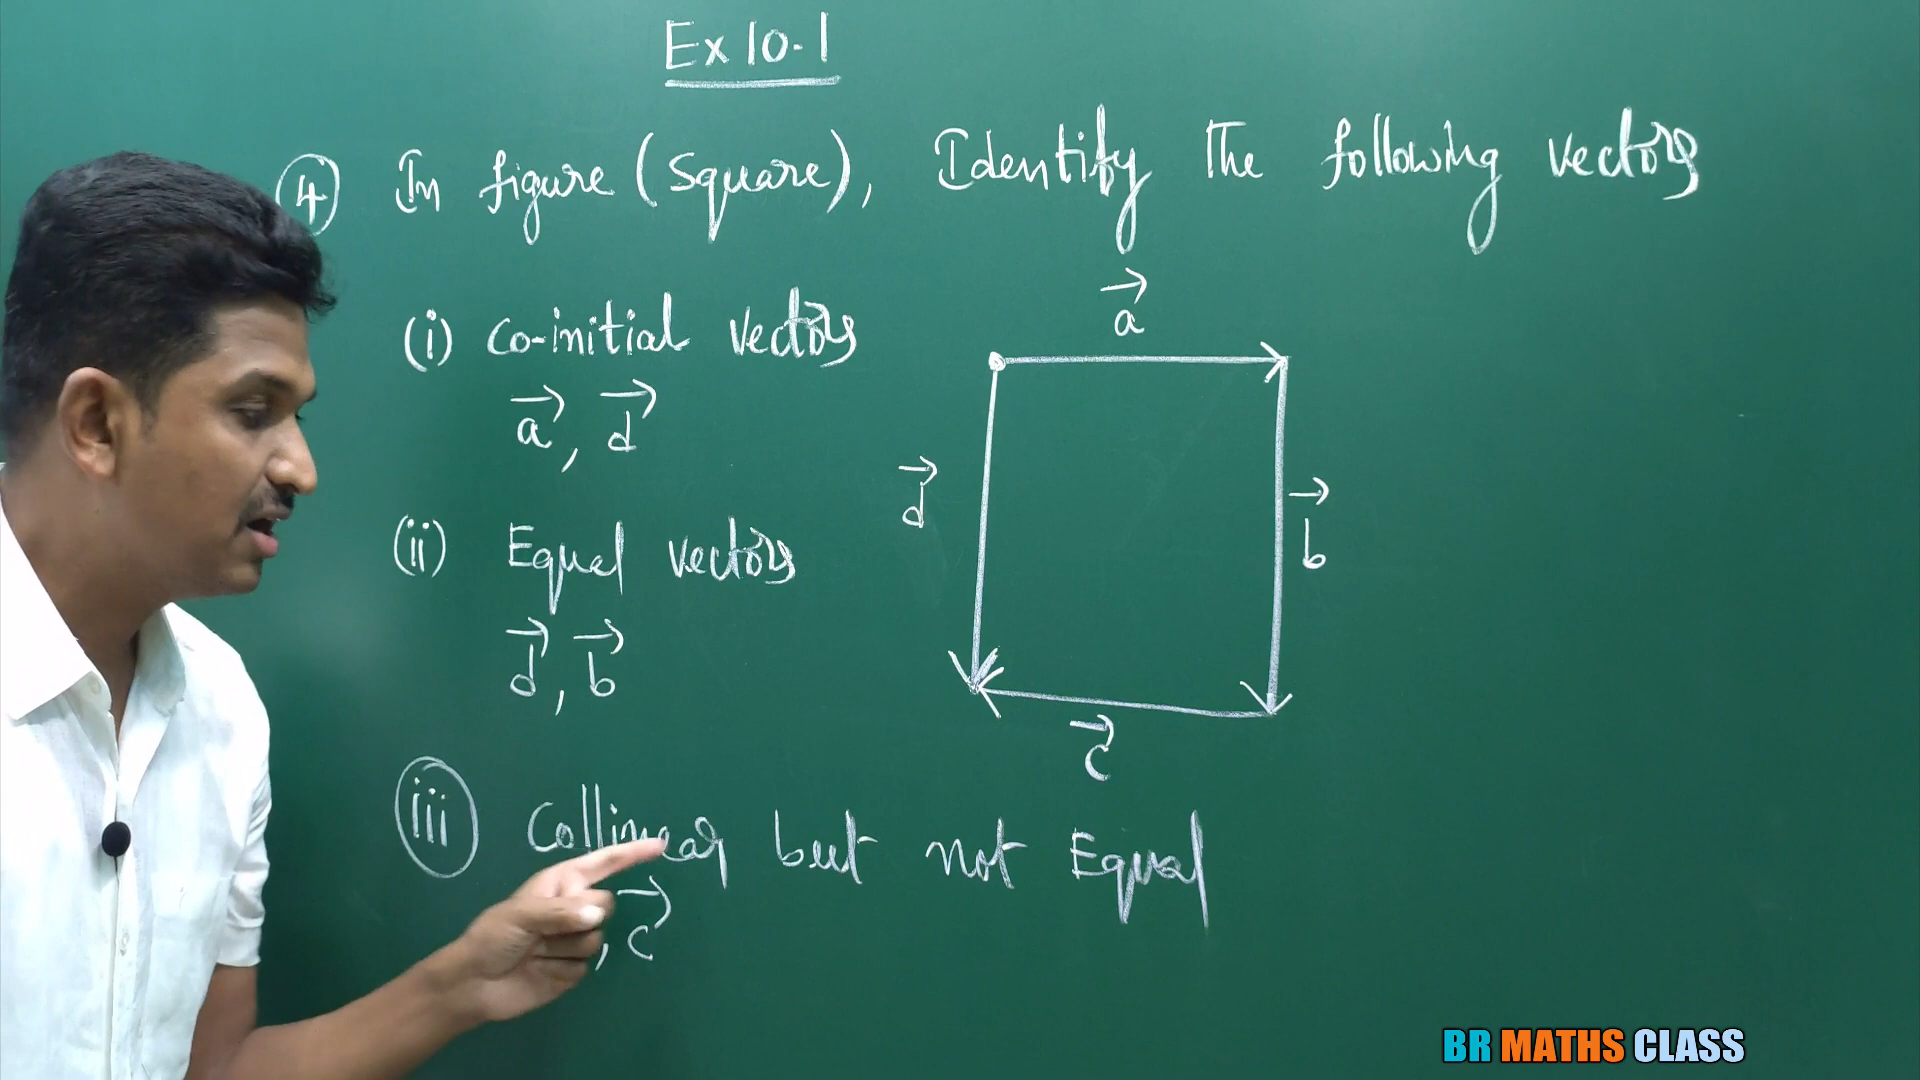 Ex 10.1
4 In figure (Square), Identify The following vectors
(i) Co-initial vectors
a, d
(ii) Equal vectors
d, b
iii Collinear but not Equal
, c
a
d
b
c
BR MATHS CLASS